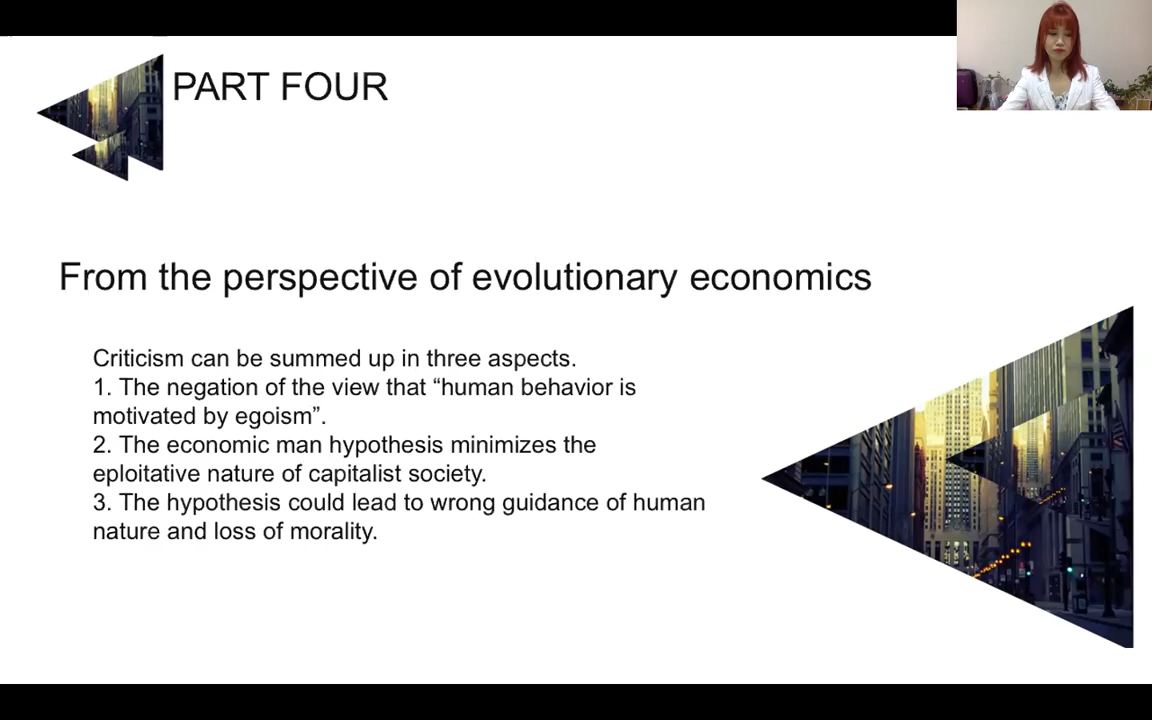 PART FOUR
From the perspective of evolutionary economics
Criticism can be summed up in three aspects.
1. The negation of the view that “human behavior is
motivated by egoism”.
2. The economic man hypothesis minimizes the
eploitative nature of capitalist society.
3. The hypothesis could lead to wrong guidance of human
nature and loss of morality.